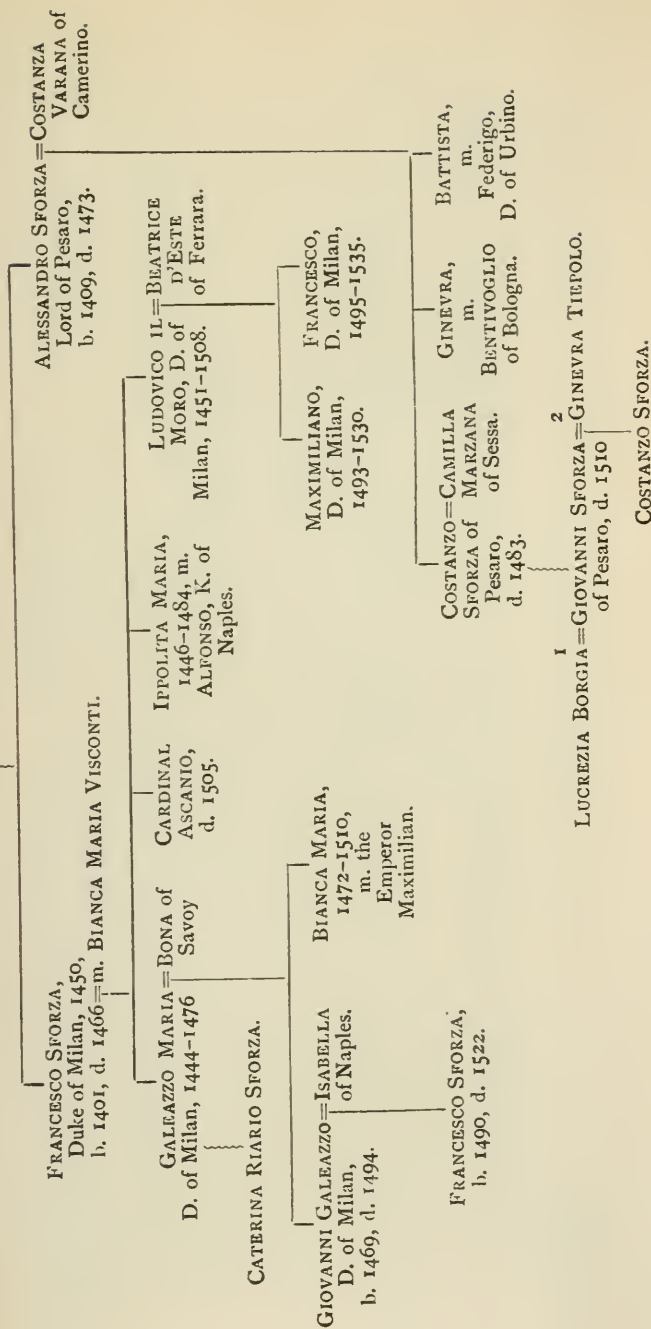 FRANCESCO SFORZA,
Duke of Milan, 1450,
b. 1401, d. 1466=m. BIANCA MARIA VISCONTI.
ALESSANDRO SFORZA=COSTANZA
Lord of Pesaro, VARANA of
b. 1409, d. 1473. Camerino.
GALEAZZO MARIA=BONA of
D. of Milan, 1444-1476 Savoy
CARDINAL
ASCANIO,
d. 1505.
IPPOLITA MARIA,
1446-1484, m.
ALFONSO, K. of
Naples.
LUDOVICO IL=BEATRICE
MORO, D. of D'ESTE
Milan, 1451-1508. of Ferrara.
CATERINA RIARIO SFORZA.
GIOVANNI GALEAZZO=ISABELLA
D. of Milan, of Naples.
b. 1469, d. 1494.
BIANCA MARIA,
1472-1510,
m. the
Emperor
Maximilian.
MAXIMILIANO,
D. of Milan,
1493-1530.
FRANCESCO,
D. of Milan,
1495-1535.
FRANCESCO SFORZA,
b. 1490, d. 1522.
COSTANZO=CAMILLA
SFORZA of MARZANA
Pesaro, of Sessa.
d. 1483.
GINEVRA,
m.
BENTIVOGLIO
of Bologna.
BATTISTA,
m.
Federigo,
D. of Urbino.
1 2
LUCREZIA BORGIA=GIOVANNI SFORZA=GINEVRA TIEPOLO.
of Pesaro, d. 1510
COSTANZO SFORZA.